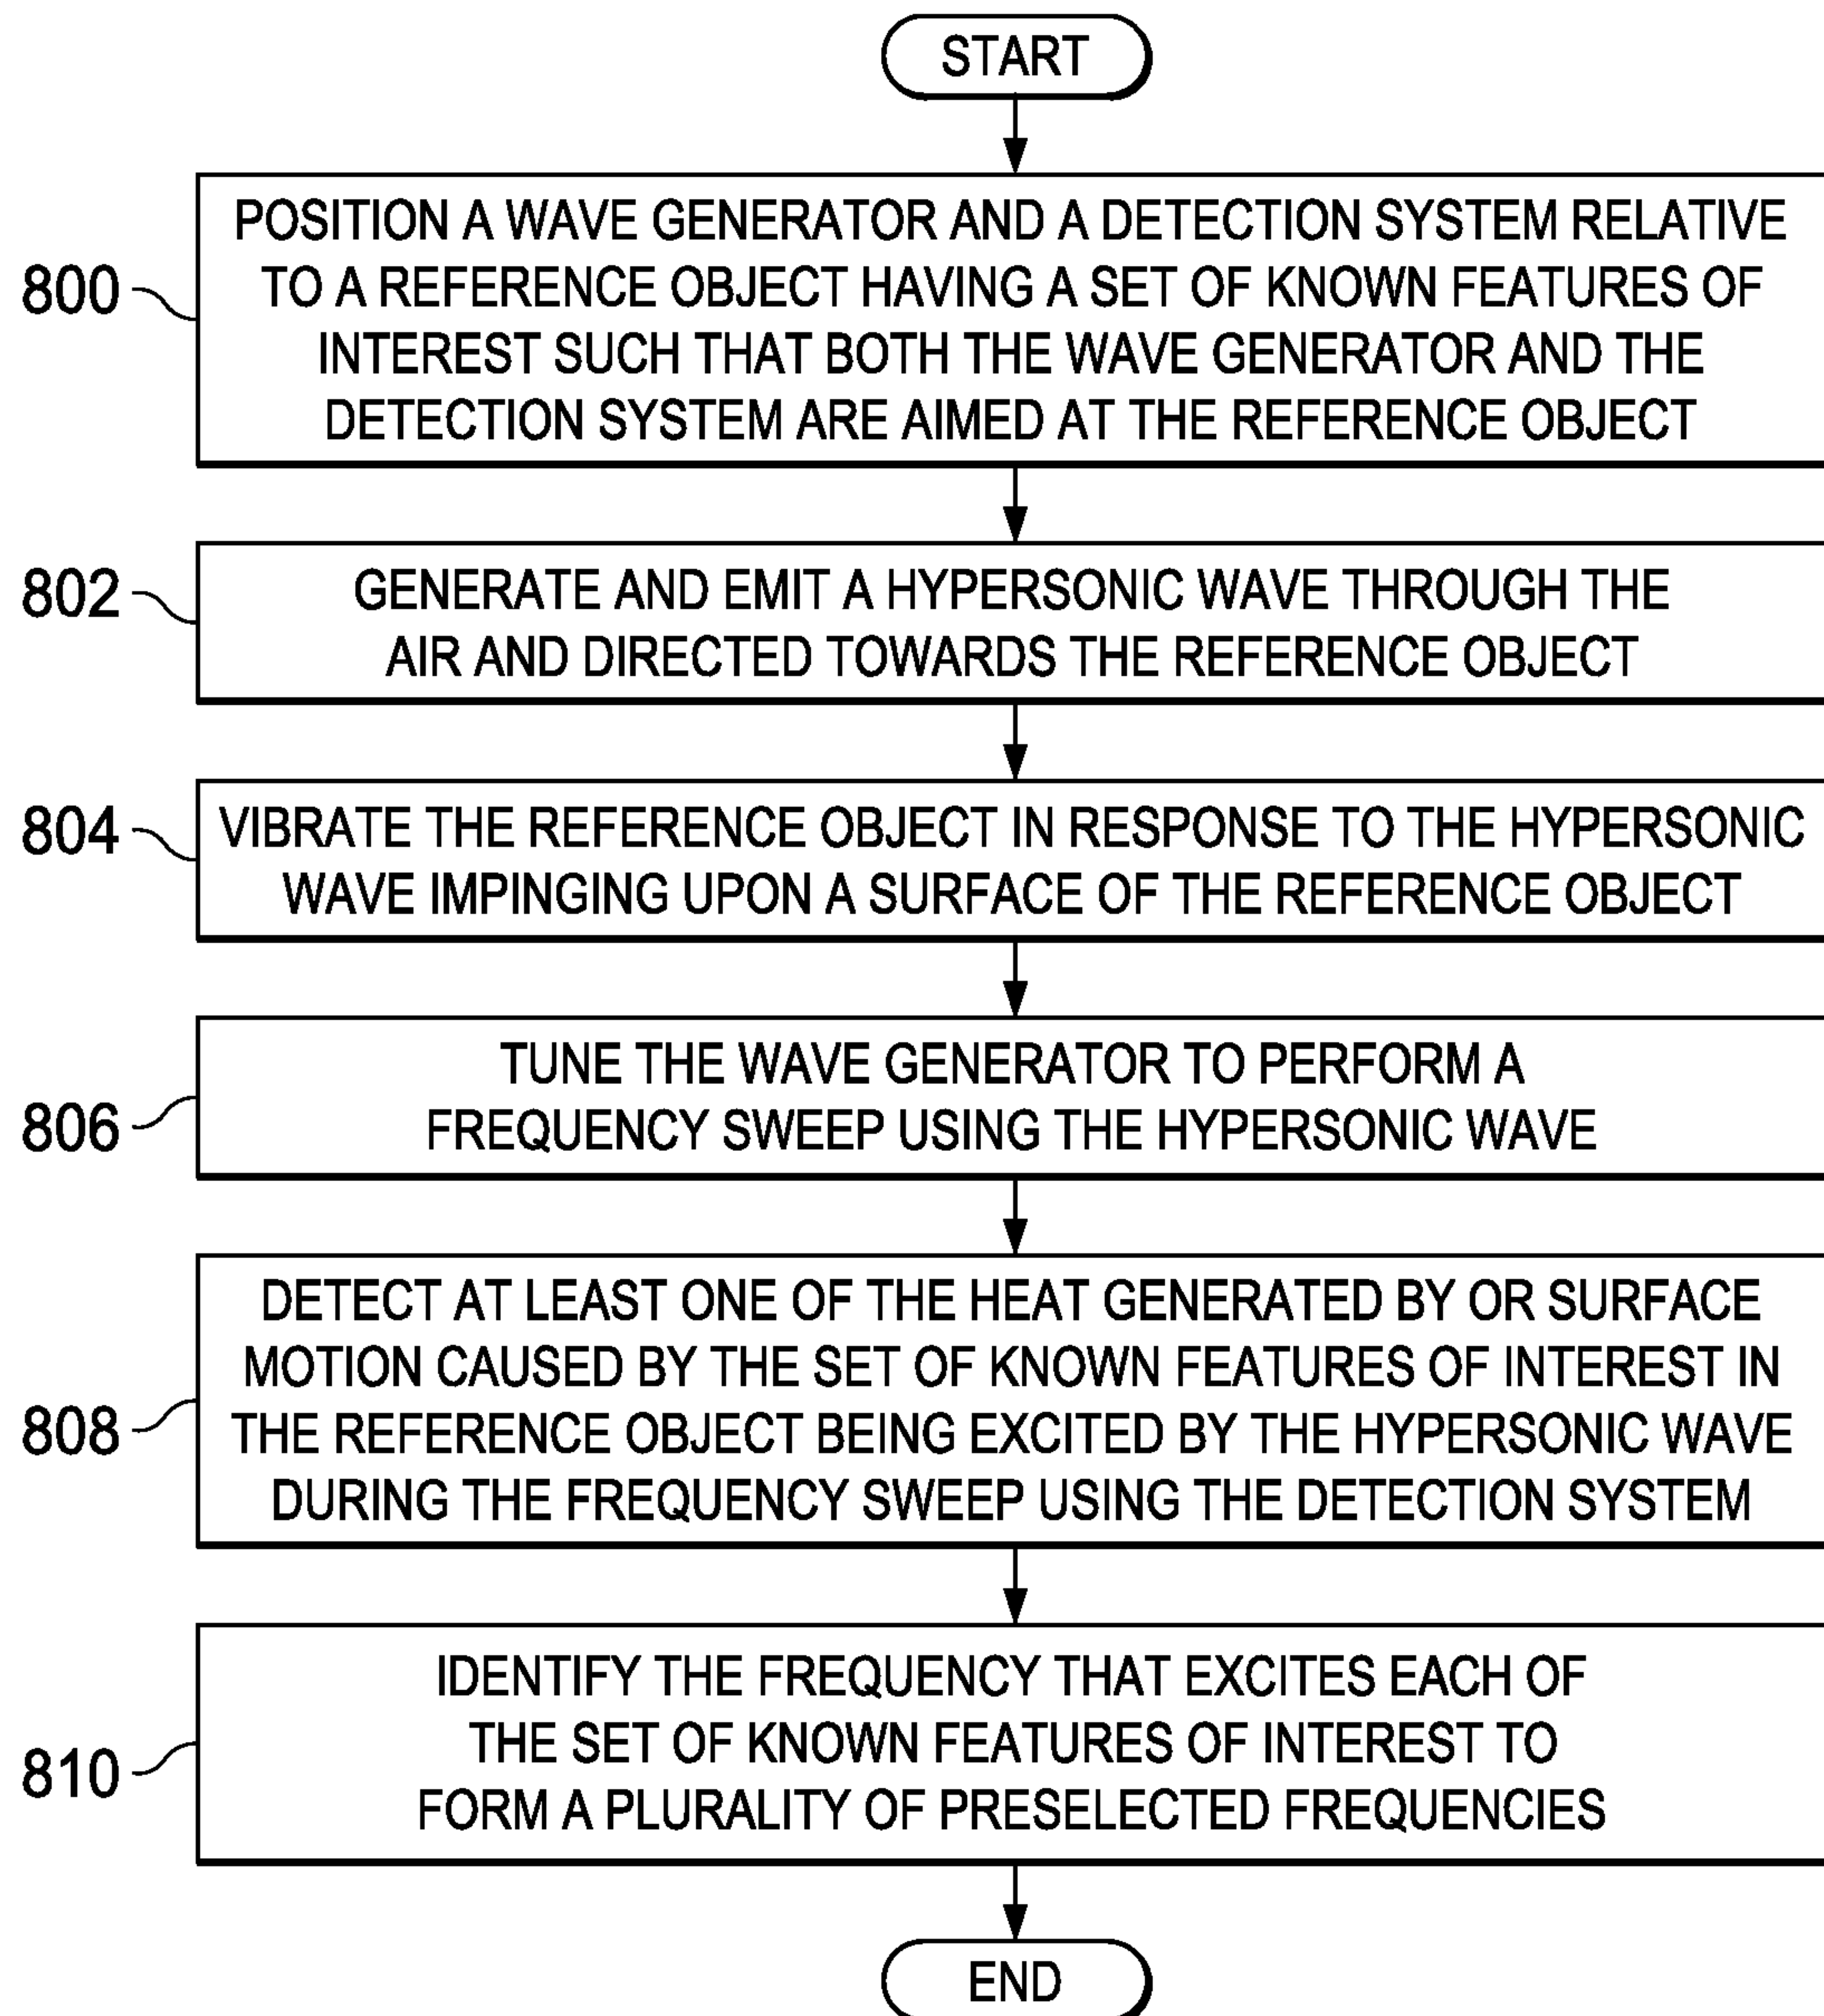 START
800
POSITION A WAVE GENERATOR AND A DETECTION SYSTEM RELATIVE
TO A REFERENCE OBJECT HAVING A SET OF KNOWN FEATURES OF
INTEREST SUCH THAT BOTH THE WAVE GENERATOR AND THE
DETECTION SYSTEM ARE AIMED AT THE REFERENCE OBJECT
802
GENERATE AND EMIT A HYPERSONIC WAVE THROUGH THE
AIR AND DIRECTED TOWARDS THE REFERENCE OBJECT
804
VIBRATE THE REFERENCE OBJECT IN RESPONSE TO THE HYPERSONIC
WAVE IMPINGING UPON A SURFACE OF THE REFERENCE OBJECT
806
TUNE THE WAVE GENERATOR TO PERFORM A
FREQUENCY SWEEP USING THE HYPERSONIC WAVE
808
DETECT AT LEAST ONE OF THE HEAT GENERATED BY OR SURFACE
MOTION CAUSED BY THE SET OF KNOWN FEATURES OF INTEREST IN
THE REFERENCE OBJECT BEING EXCITED BY THE HYPERSONIC WAVE
DURING THE FREQUENCY SWEEP USING THE DETECTION SYSTEM
810
IDENTIFY THE FREQUENCY THAT EXCITES EACH OF
THE SET OF KNOWN FEATURES OF INTEREST TO
FORM A PLURALITY OF PRESELECTED FREQUENCIES
END